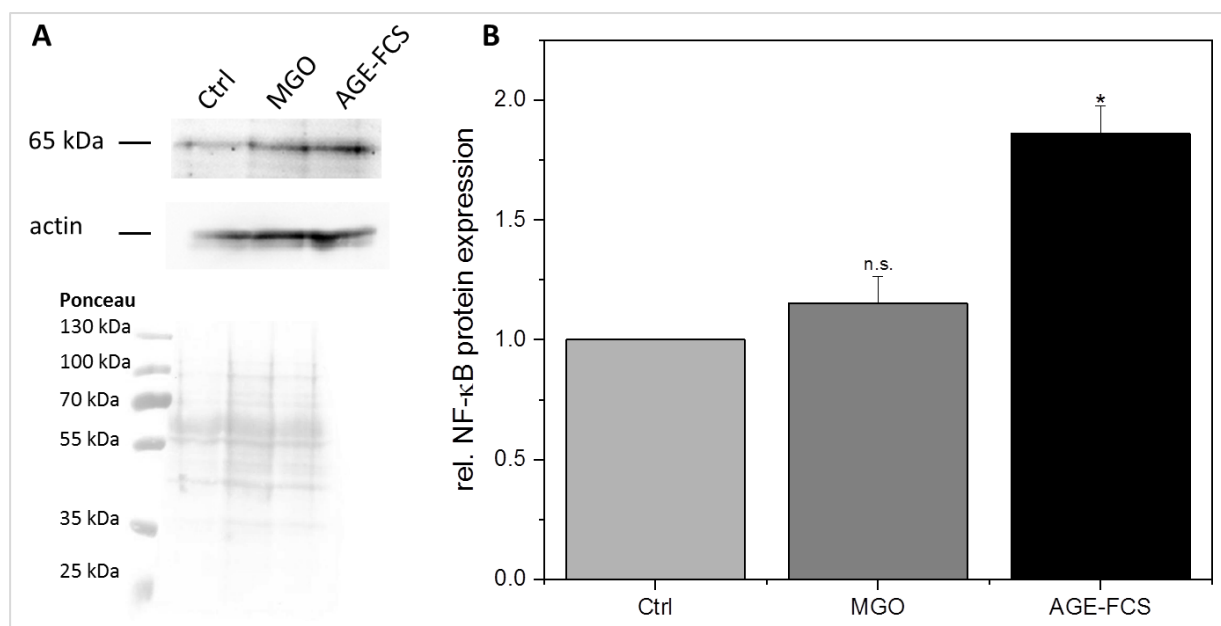 A
Ctrl MGO AGE-FCS
65 kDa
actin
Ponceau
130 kDa
100 kDa
70 kDa
55 kDa
35 kDa
25 kDa
B
rel. NF-κB protein expression
2.0
1.5
1.0
0.5
0.0
n.s.
*
Ctrl MGO AGE-FCS